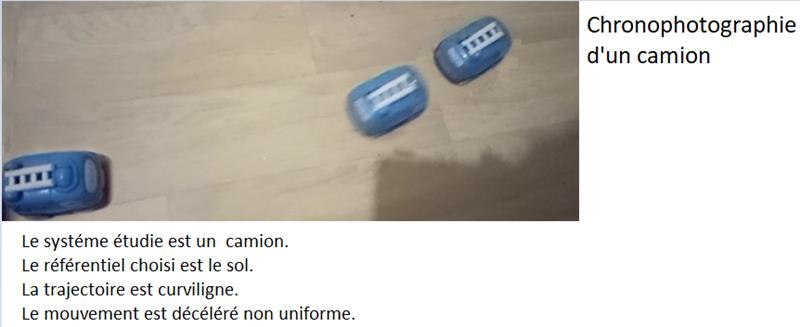 Chronophotographie
d'un camion
Le systéme étudie est un  camion.
Le référentiel choisi est le sol.
La trajectoire est curviligne.
Le mouvement est décéléré non uniforme.